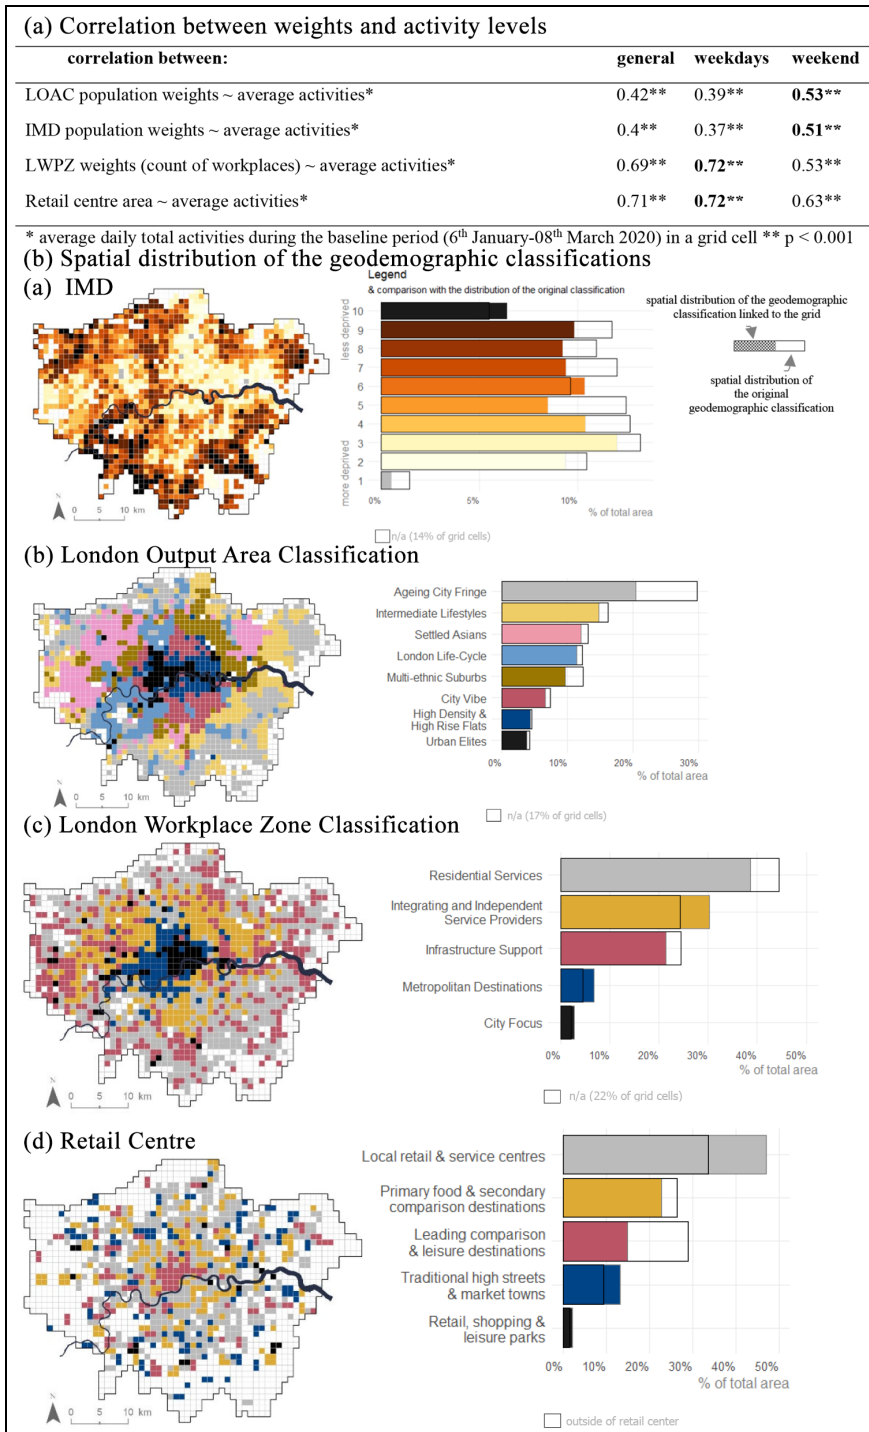 (a) Correlation between weights and activity levels
correlation between: general weekdays weekend
LOAC population weights ~ average activities* 0.42** 0.39** 0.53**
IMD population weights ~ average activities* 0.4** 0.37** 0.51**
LWPZ weights (count of workplaces) ~ average activities* 0.69** 0.72** 0.53**
Retail centre area ~ average activities* 0.71** 0.72** 0.63**
* average daily total activities during the baseline period (6th January-08th March 2020) in a grid cell ** p < 0.001
(b) Spatial distribution of the geodemographic classifications
(a) IMD
Legend
& comparison with the distribution of the original classification
less deprived
more deprived
10
9
8
7
6
5
4
3
2
1
0% 5% 10%
% of total area
n/a (14% of grid cells)
spatial distribution of the geodemographic
classification linked to the grid
spatial distribution of
the original
geodemographic classification
N
0 5 10 km
(b) London Output Area Classification
Ageing City Fringe
Intermediate Lifestyles
Settled Asians
London Life-Cycle
Multi-ethnic Suburbs
City Vibe
High Density &
High Rise Flats
Urban Elites
0% 10% 20% 30%
% of total area
n/a (17% of grid cells)
N
0 5 10 km
(c) London Workplace Zone Classification
Residential Services
Integrating and Independent
Service Providers
Infrastructure Support
Metropolitan Destinations
City Focus
0% 10% 20% 30% 40% 50%
% of total area
n/a (22% of grid cells)
N
0 5 10 km
(d) Retail Centre
Local retail & service centres
Primary food & secondary
comparison destinations
Leading comparison
& leisure destinations
Traditional high streets
& market towns
Retail, shopping &
leisure parks
0% 10% 20% 30% 40% 50%
% of total area
outside of retail center
N
0 5 10 km